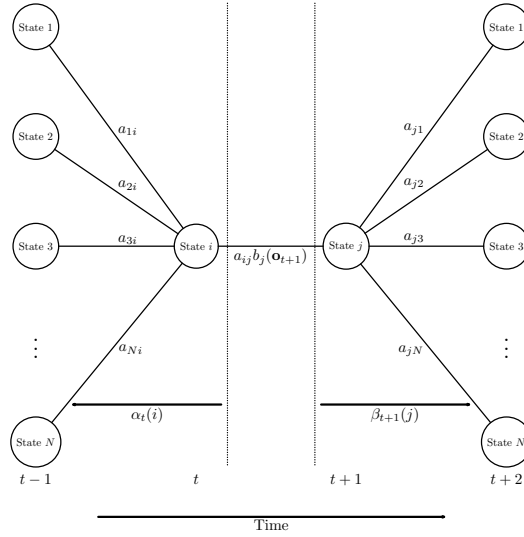 State 1 State 1
a_{1i} a_{j1}
State 2 State 2
a_{2i} a_{j2}
State 3 a_{3i} State i State j a_{j3} State 3
a_{ij}b_j(𝐨_{t+1})
⋮ ⋮
a_{Ni} a_{jN}
α_t(i) β_{t+1}(j)
State N State N
t − 1 t t + 1 t + 2
Time